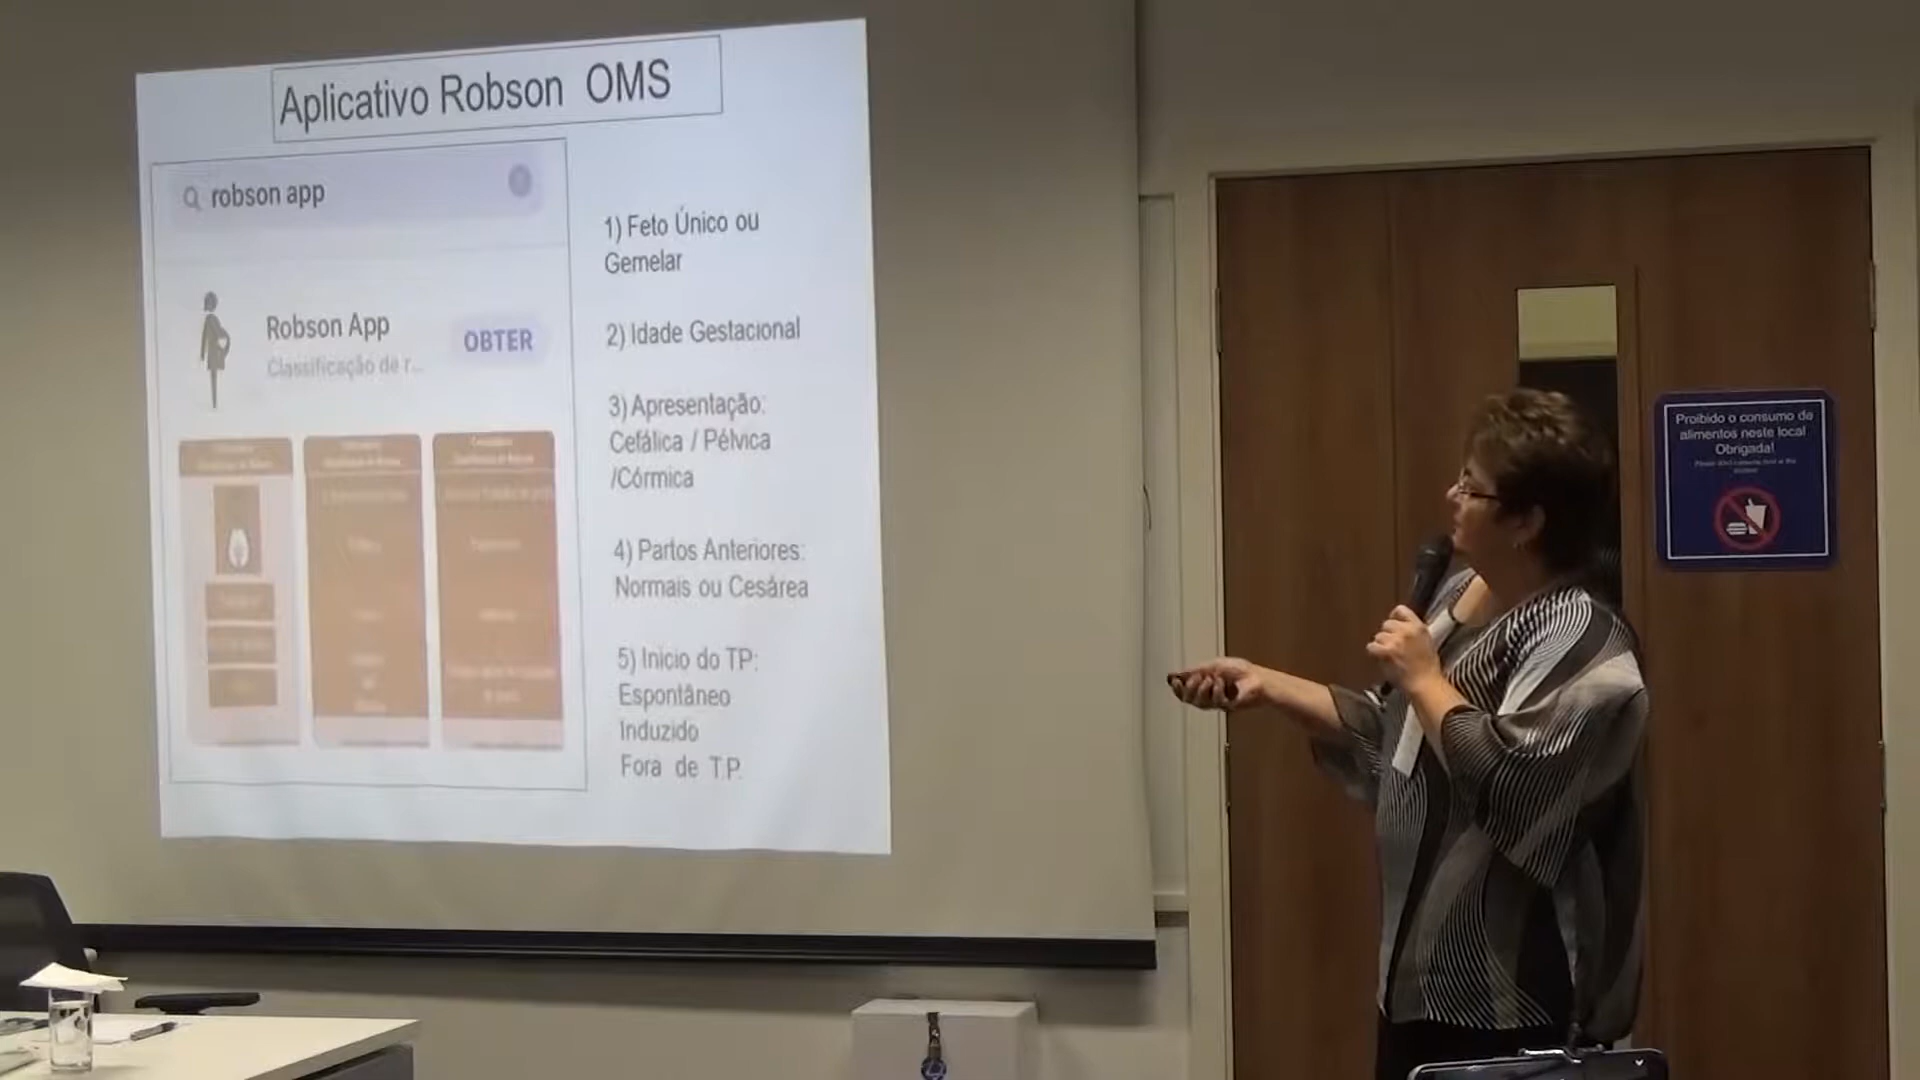 Aplicativo Robson OMS
robson app
Robson App
OBTER
Classificação de r...
1) Feto Único ou
Gemelar
2) Idade Gestacional
3) Apresentação:
Cefálica / Pélvica
/Córmica
4) Partos Anteriores:
Normais ou Cesárea
5) Inicio do TP:
Espontâneo
Induzido
Fora de T.P.
Proibido o consumo da
alimentos neste local
Obrigada!